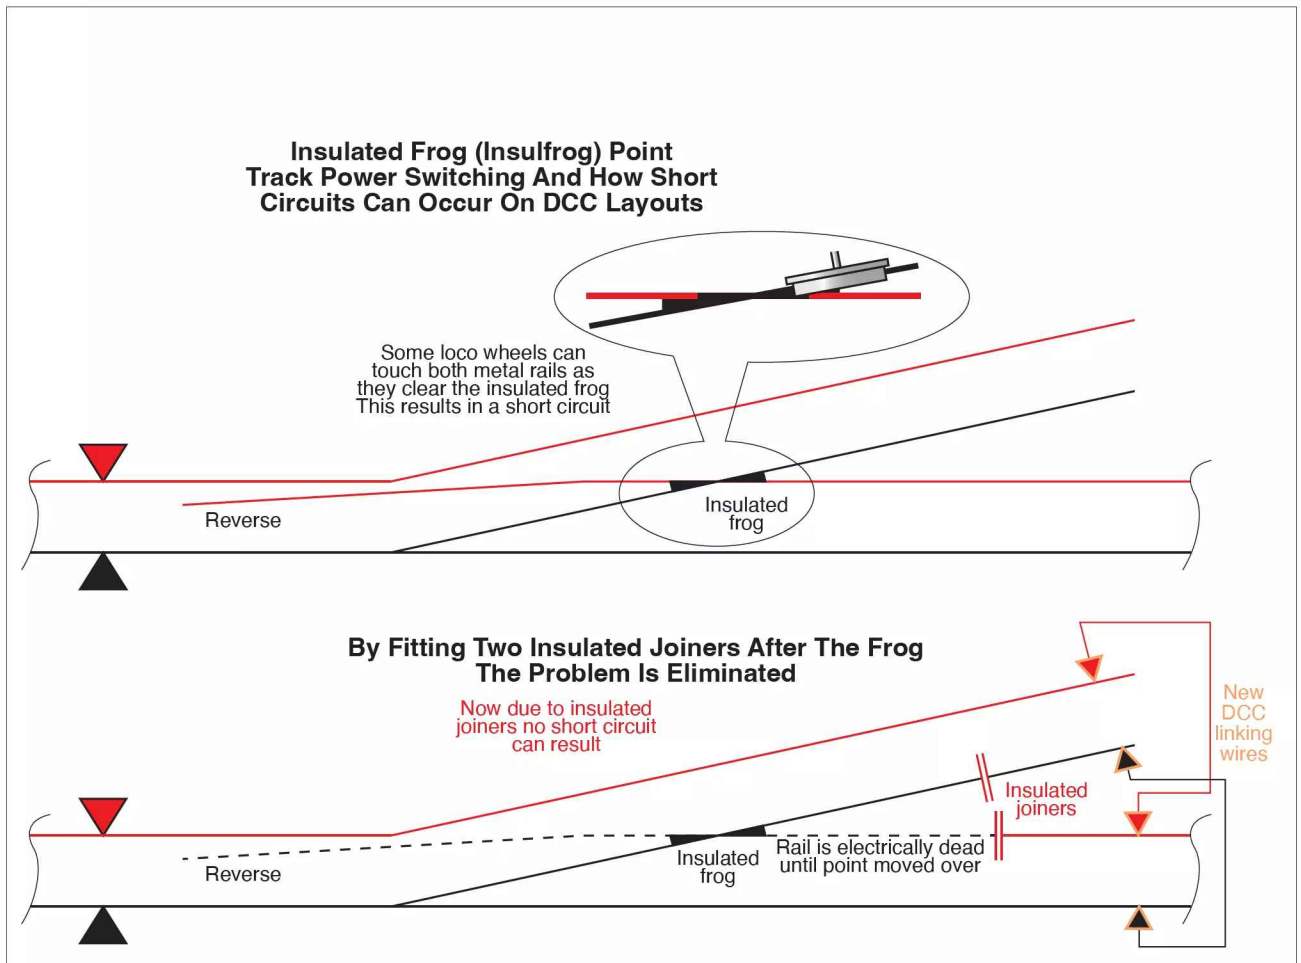 Insulated Frog (Insulfrog) Point
Track Power Switching And How Short
Circuits Can Occur On DCC Layouts
Some loco wheels can
touch both metal rails as
they clear the insulated frog
This results in a short circuit
Reverse
Insulated
frog
By Fitting Two Insulated Joiners After The Frog
The Problem Is Eliminated
Now due to insulated
joiners no short circuit
can result
New
DCC
linking
wires
Insulated
joiners
Rail is electrically dead
until point moved over
Insulated
frog
Reverse